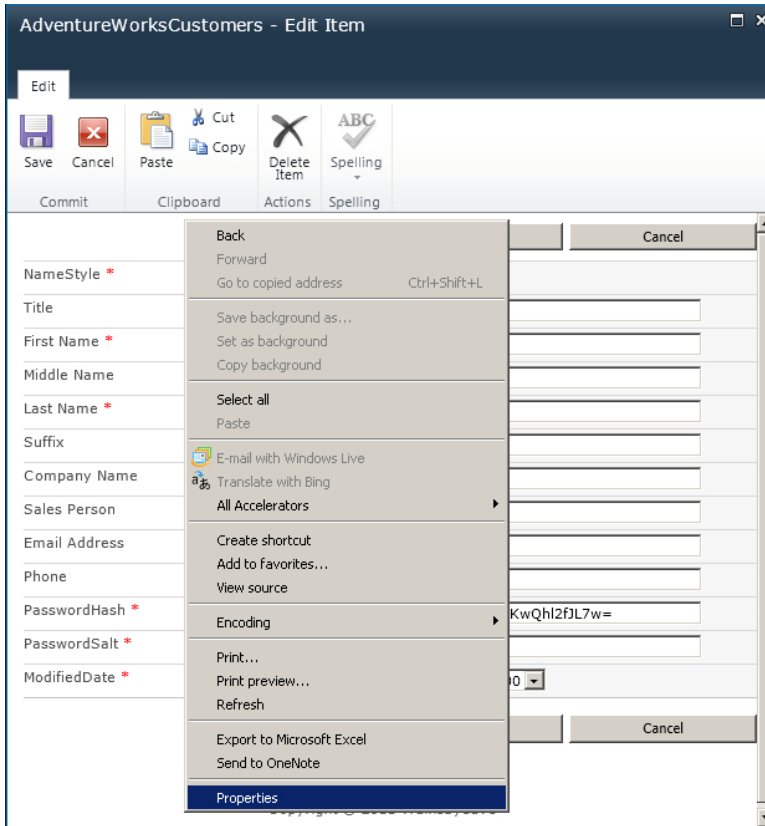 AdventureWorksCustomers - Edit Item
Edit
Save
Cancel
Paste
Cut
Copy
Delete Item
ABC
Spelling
Commit
Clipboard
Actions
Spelling
Cancel
NameStyle *
Title
First Name *
Middle Name
Last Name *
Suffix
Company Name
Sales Person
Email Address
Phone
PasswordHash *
KwQhl2fJL7w=
PasswordSalt *
ModifiedDate *
Cancel
Back
Forward
Go to copied address Ctrl+Shift+L
Save background as...
Set as background
Copy background
Select all
Paste
E-mail with Windows Live
Translate with Bing
All Accelerators
Create shortcut
Add to favorites...
View source
Encoding
Print...
Print preview...
Refresh
Export to Microsoft Excel
Send to OneNote
Properties